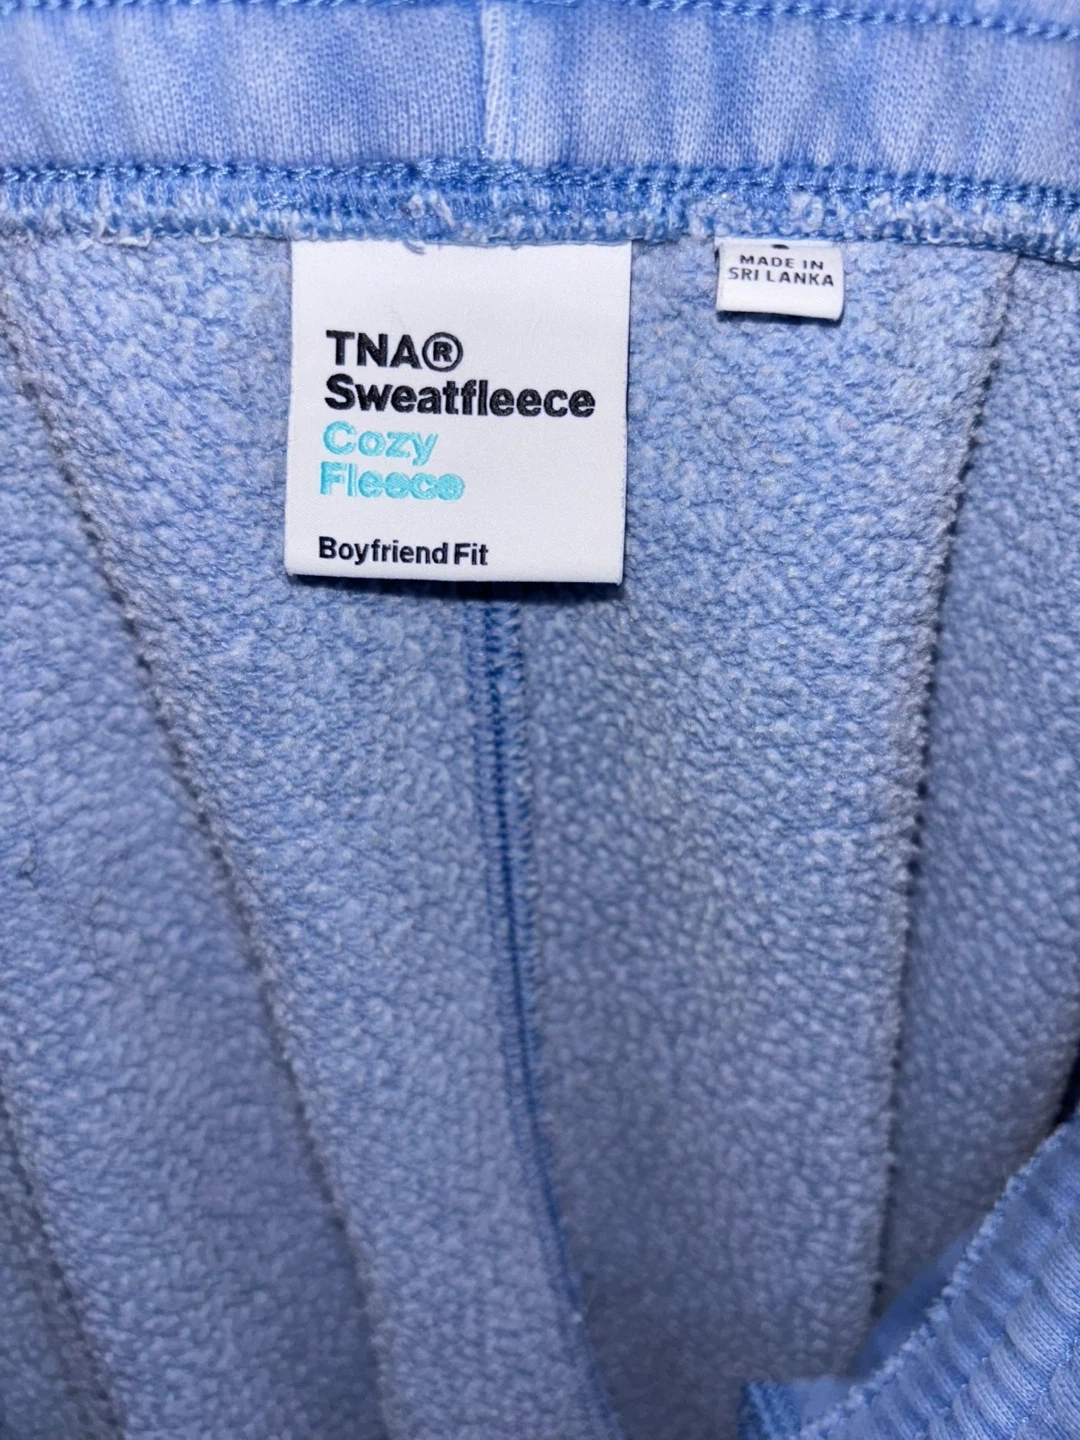 TNA®
Sweatfleece
Cozy
Fleece
Boyfriend Fit
MADE IN
SRI LANKA